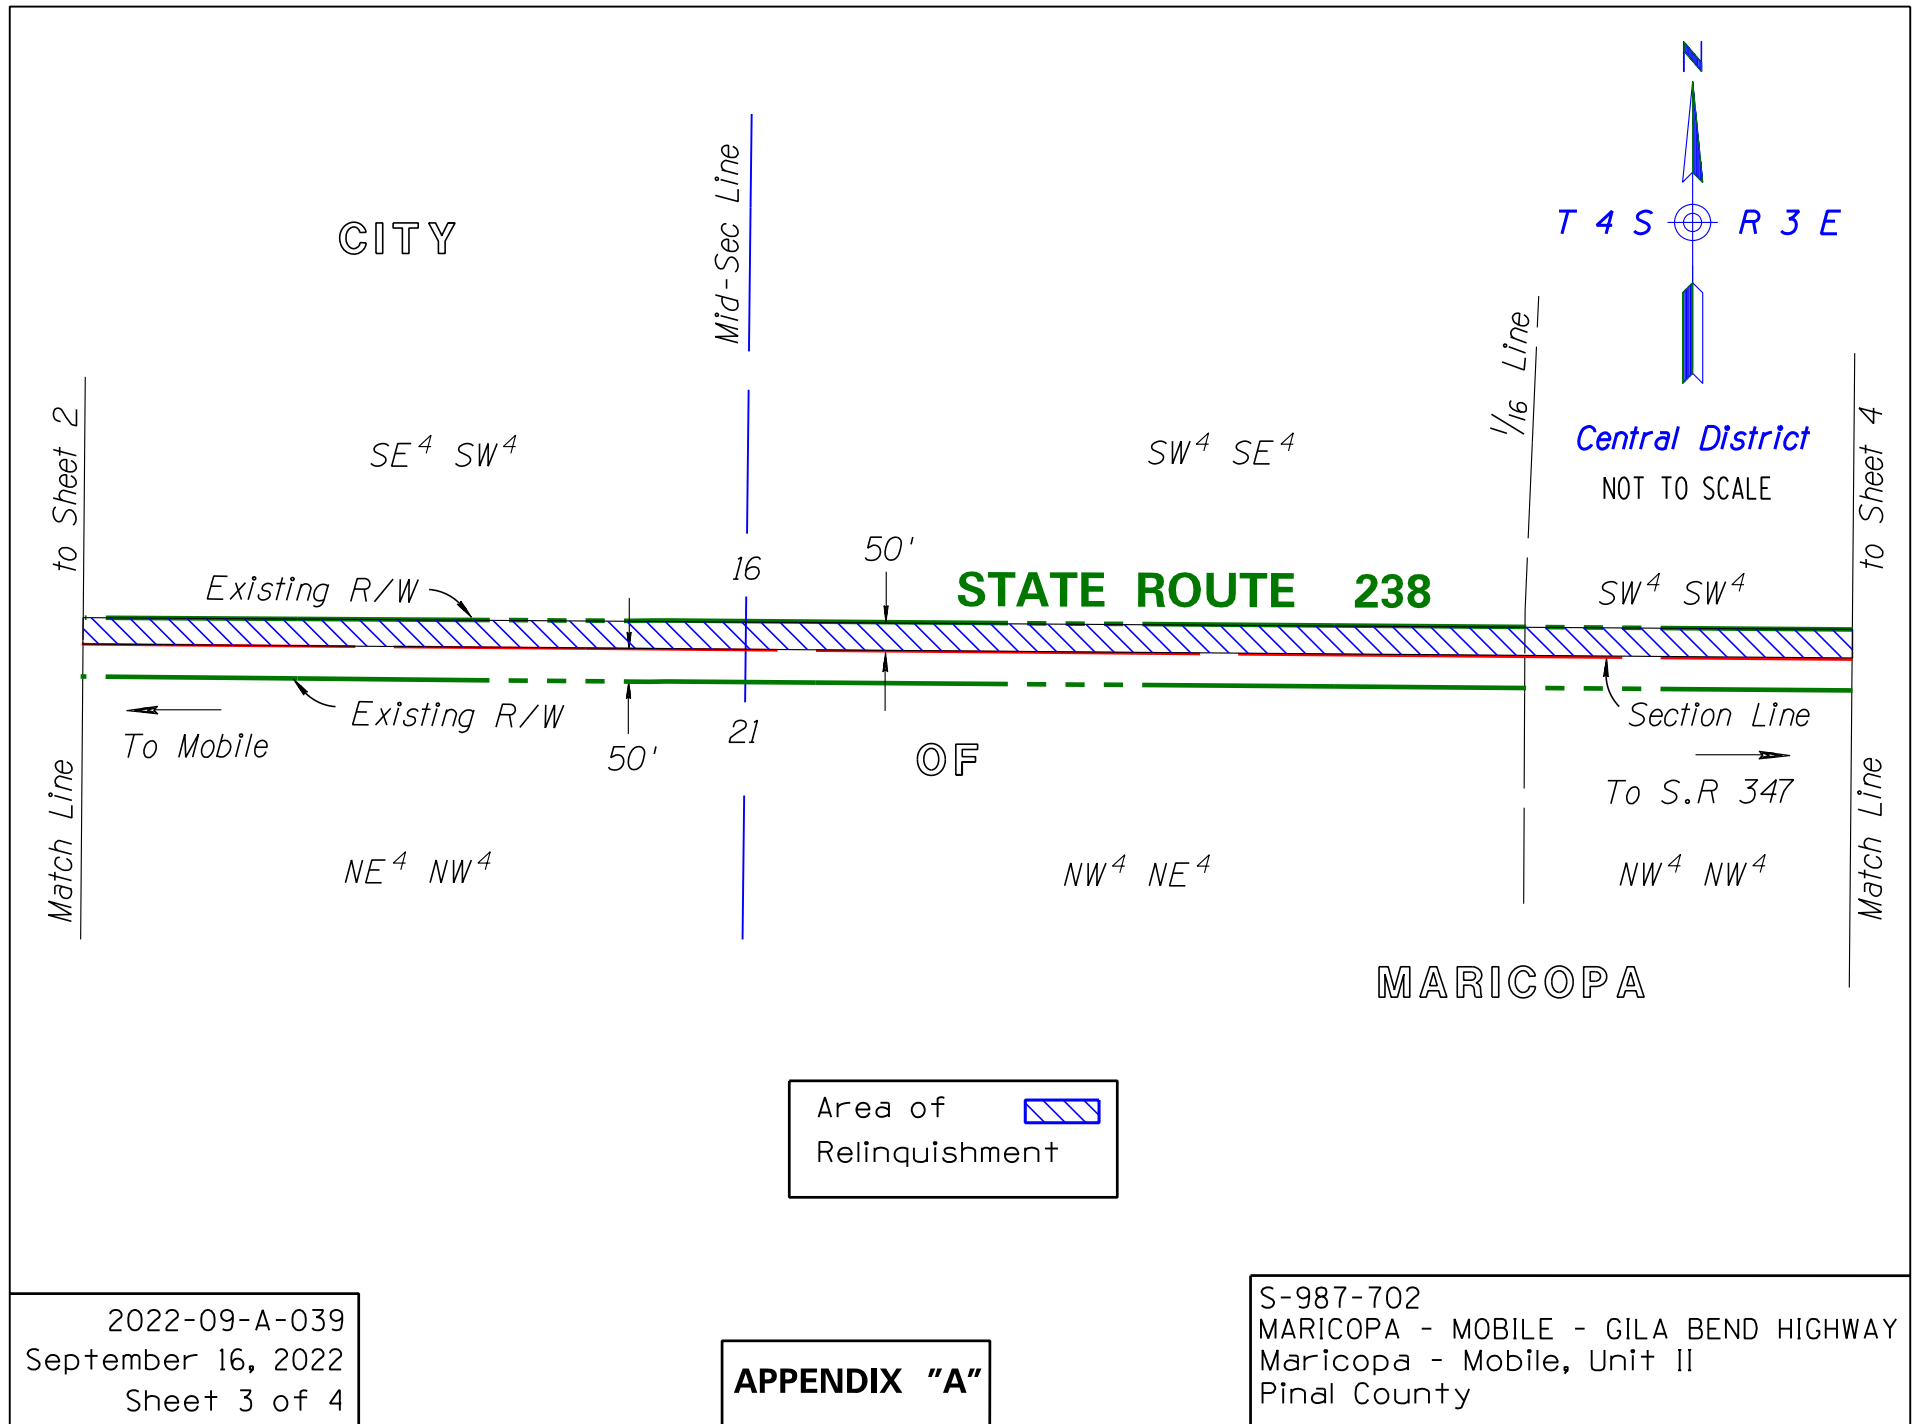 N
T 4 S R 3 E
CITY
Mid-Sec Line
1/16 Line
Central District
NOT TO SCALE
to Sheet 2
to Sheet 4
SE4 SW4
SW4 SE4
16
50'
STATE ROUTE 238
SW4 SW4
Existing R/W
Existing R/W
Section Line
To Mobile
50'
21
OF
To S.R 347
Match Line
Match Line
NE4 NW4
NW4 NE4
NW4 NW4
MARICOPA
Area of
Relinquishment
2022-09-A-039
September 16, 2022
Sheet 3 of 4
APPENDIX "A"
S-987-702
MARICOPA - MOBILE - GILA BEND HIGHWAY
Maricopa - Mobile, Unit II
Pinal County